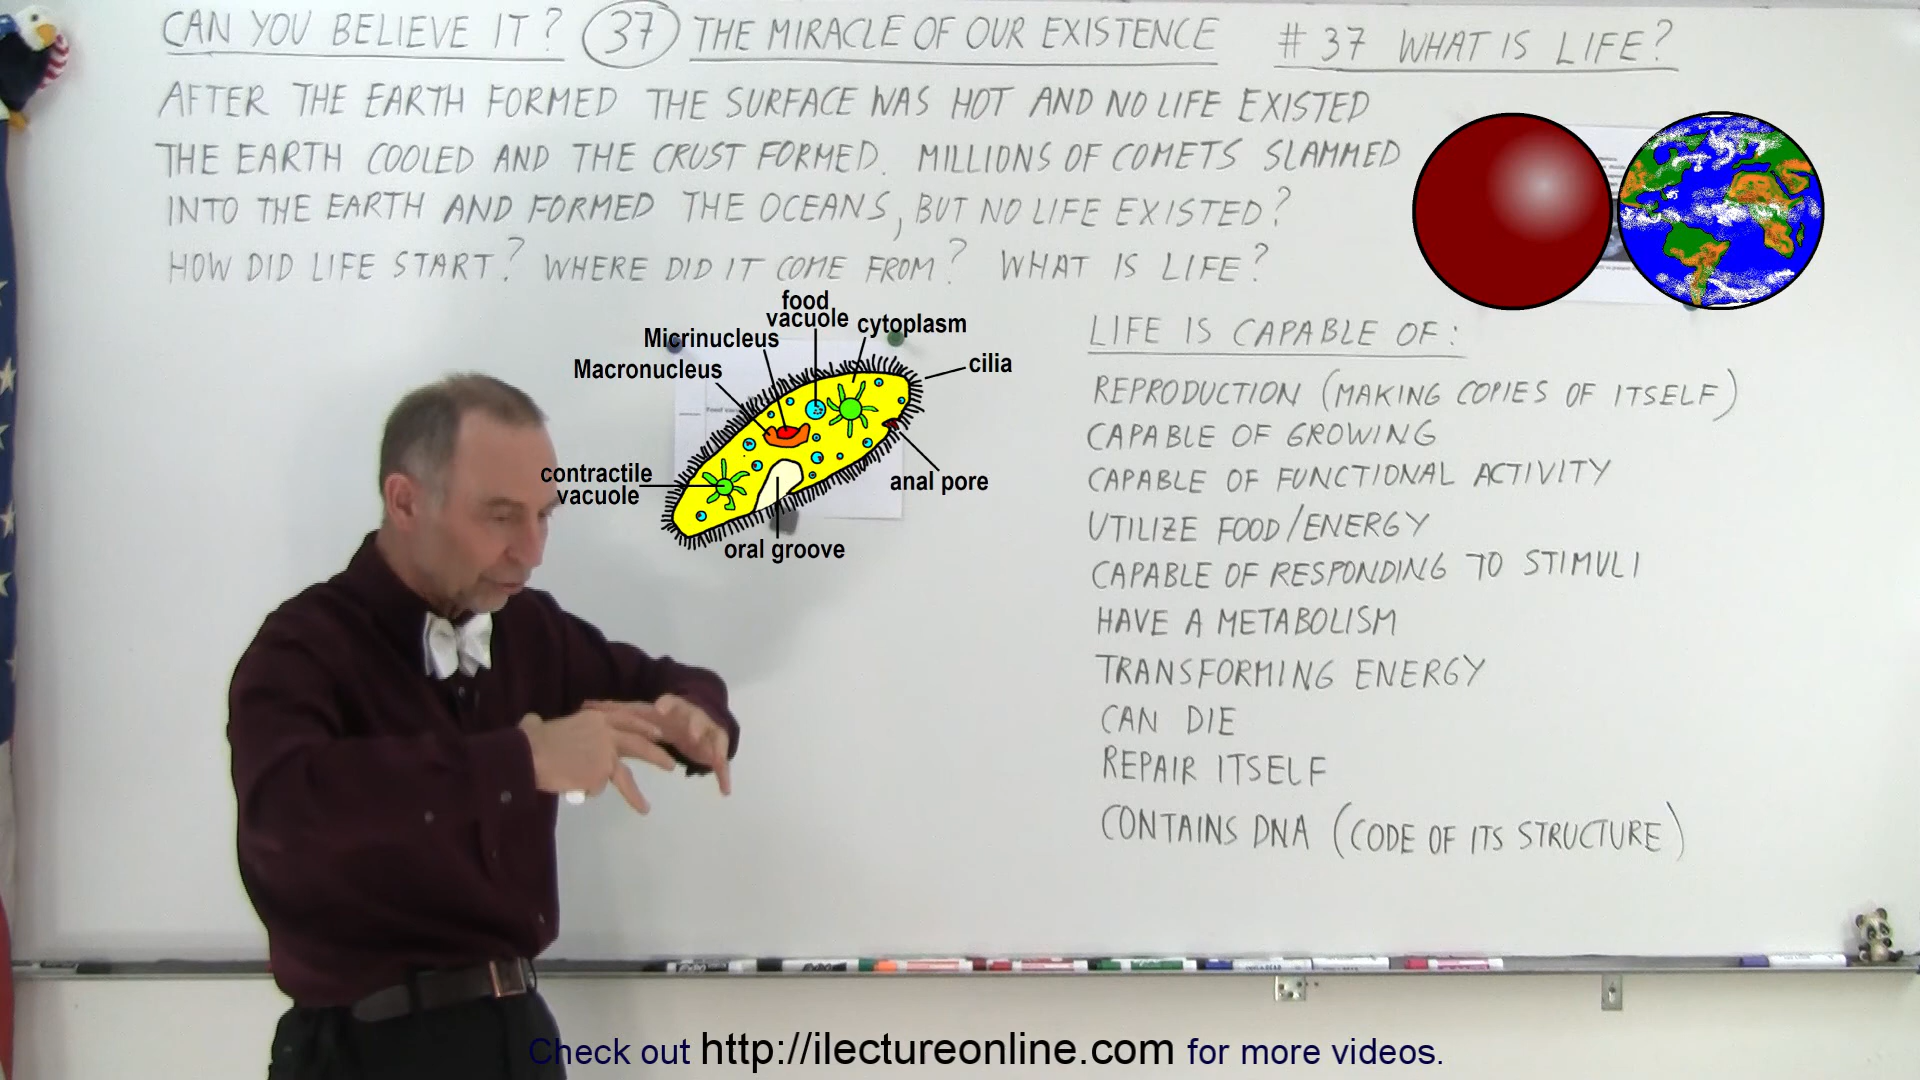 CAN YOU BELIEVE IT? 37 THE MIRACLE OF OUR EXISTENCE # 37 WHAT IS LIFE?
AFTER THE EARTH FORMED THE SURFACE WAS HOT AND NO LIFE EXISTED
THE EARTH COOLED AND THE CRUST FORMED. MILLIONS OF COMETS SLAMMED
INTO THE EARTH AND FORMED THE OCEANS, BUT NO LIFE EXISTED?
HOW DID LIFE START? WHERE DID IT COME FROM? WHAT IS LIFE?
food
vacuole
cytoplasm
Micrinucleus
cilia
Macronucleus
contractile
vacuole
anal pore
oral groove
LIFE IS CAPABLE OF:
REPRODUCTION (MAKING COPIES OF ITSELF)
CAPABLE OF GROWING
CAPABLE OF FUNCTIONAL ACTIVITY
UTILIZE FOOD/ENERGY
CAPABLE OF RESPONDING TO STIMULI
HAVE A METABOLISM
TRANSFORMING ENERGY
CAN DIE
REPAIR ITSELF
CONTAINS DNA (CODE OF ITS STRUCTURE)
EXPO EXPO
Check out http://ilectureonline.com for more videos.